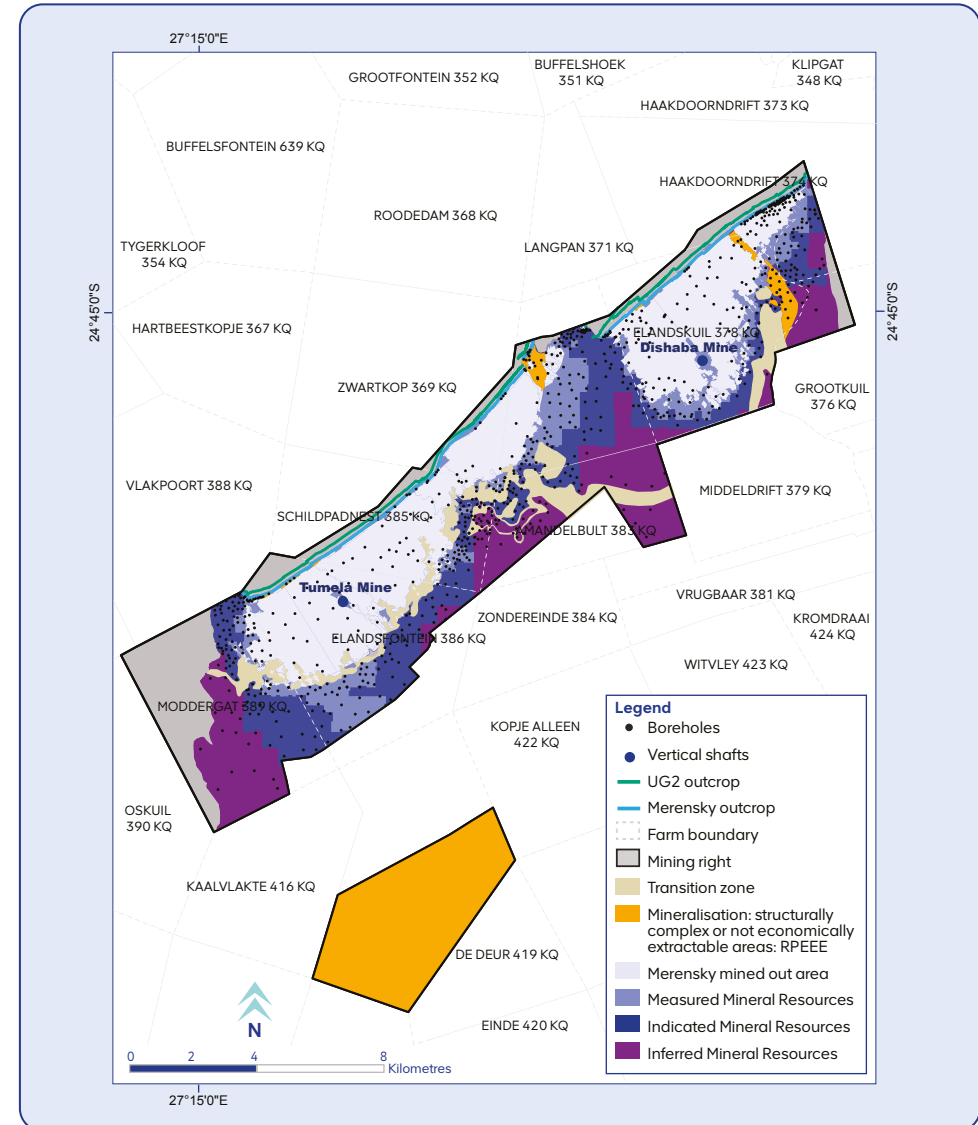 27°15'0"E
GROOTFONTEIN 352 KQ
BUFFELSHOEK
351 KQ
KLIPGAT
348 KQ
HAAKDOORNDRIFT 373 KQ
BUFFELSFONTEIN 639 KQ
HAAKDOORNDRIFT 374 KQ
ROODEDAM 368 KQ
TYGERKLOOF
354 KQ
LANGPAN 371 KQ
24°45'0"S
24°45'0"S
HARTBEESTKOPJE 367 KQ
ELANDSKUIL 378 KQ
Dishaba Mine
ZWARTKOP 369 KQ
GROOTKUIL
376 KQ
VLAKPOORT 388 KQ
MIDDELDRIFT 379 KQ
SCHILDPADNEST 385 KQ
AMANDELBULT 383 KQ
Tumela Mine
VRUGBAAR 381 KQ
ZONDEREINDE 384 KQ
KROMDRAAI
424 KQ
ELANDSFONTEIN 386 KQ
WITVLEY 423 KQ
MODDERGAT 389 KQ
KOPJE ALLEEN
422 KQ
OSKUIL
390 KQ
KAALVLAKTE 416 KQ
DE DEUR 419 KQ
EINDE 420 KQ
Legend
Boreholes
Vertical shafts
UG2 outcrop
Merensky outcrop
Farm boundary
Mining right
Transition zone
Mineralisation: structurally
complex or not economically
extractable areas: RPEEE
Merensky mined out area
Measured Mineral Resources
Indicated Mineral Resources
Inferred Mineral Resources
N
0 2 4 8
Kilometres
27°15'0"E